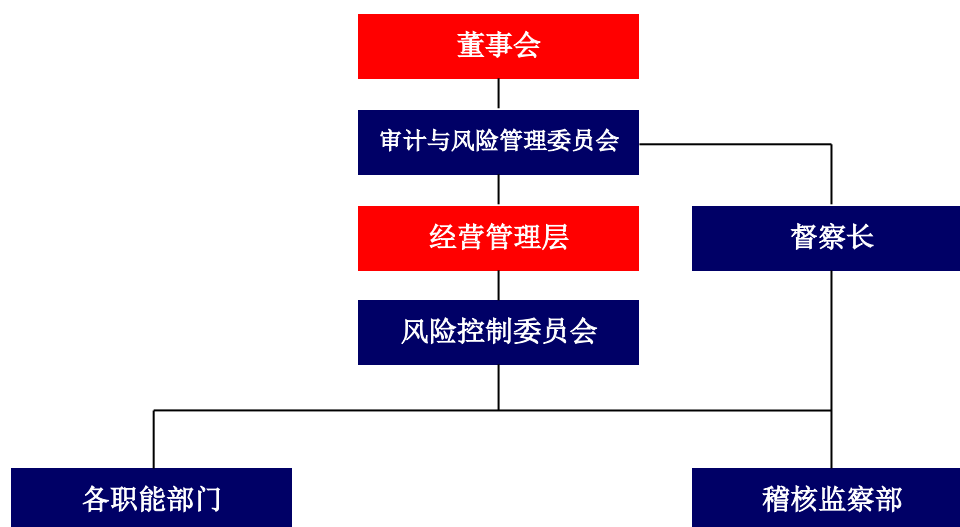 董事会
审计与风险管理委员会
经营管理层
督察长
风险控制委员会
各职能部门
稽核监察部